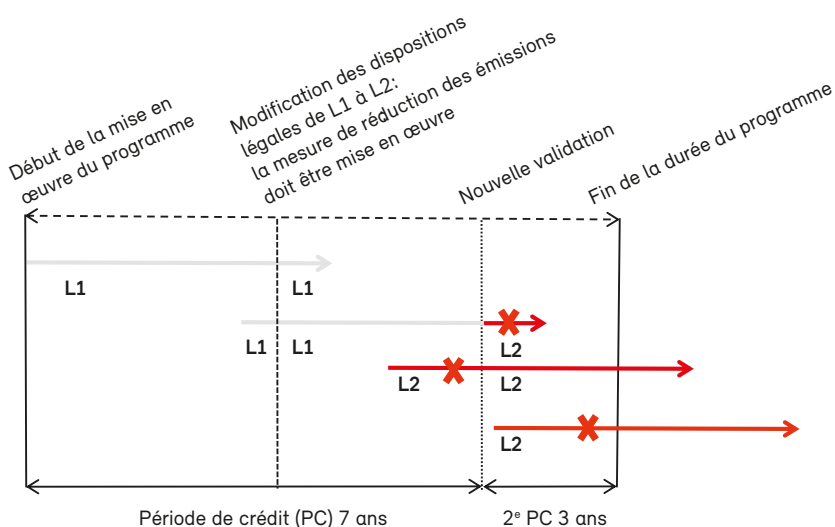 Début de la mise en
œuvre du programme
Modification des dispositions
légales de L1 à L2:
la mesure de réduction des émissions
doit être mise en œuvre
Nouvelle validation
Fin de la durée du programme
L1
L1
L1
L1
L2
L2
L2
L2
Période de crédit (PC) 7 ans
2e PC 3 ans